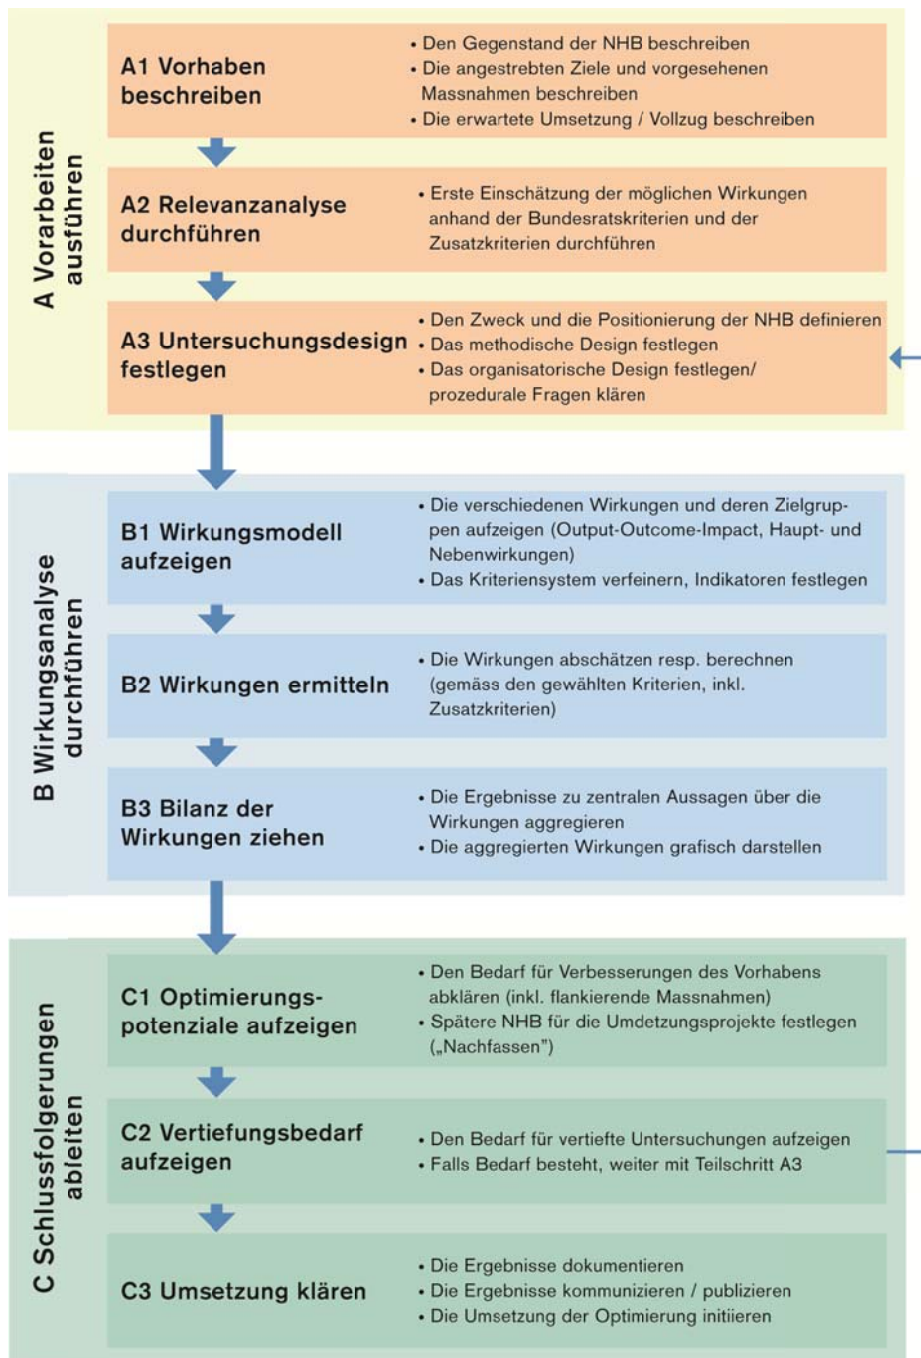 A Vorarbeiten
ausführen
A1 Vorhaben
beschreiben
• Den Gegenstand der NHB beschreiben
• Die angestrebten Ziele und vorgesehenen
Massnahmen beschreiben
• Die erwartete Umsetzung / Vollzug beschreiben
A2 Relevanzanalyse
durchführen
• Erste Einschätzung der möglichen Wirkungen
anhand der Bundesratskriterien und der
Zusatzkriterien durchführen
A3 Untersuchungsdesign
festlegen
• Den Zweck und die Positionierung der NHB definieren
• Das methodische Design festlegen
• Das organisatorische Design festlegen/
prozedurale Fragen klären
B Wirkungsanalyse
durchführen
B1 Wirkungsmodell
aufzeigen
• Die verschiedenen Wirkungen und deren Zielgrup-
pen aufzeigen (Output-Outcome-Impact, Haupt- und
Nebenwirkungen)
• Das Kriteriensystem verfeinern, Indikatoren festlegen
B2 Wirkungen ermitteln
• Die Wirkungen abschätzen resp. berechnen
(gemäss den gewählten Kriterien, inkl.
Zusatzkriterien)
B3 Bilanz der
Wirkungen ziehen
• Die Ergebnisse zu zentralen Aussagen über die
Wirkungen aggregieren
• Die aggregierten Wirkungen grafisch darstellen
C Schlussfolgerungen
ableiten
C1 Optimierungs-
potenziale aufzeigen
• Den Bedarf für Verbesserungen des Vorhabens
abklären (inkl. flankierende Massnahmen)
• Spätere NHB für die Umdetzungsprojekte festlegen
(„Nachfassen")
C2 Vertiefungsbedarf
aufzeigen
• Den Bedarf für vertiefte Untersuchungen aufzeigen
• Falls Bedarf besteht, weiter mit Teilschritt A3
C3 Umsetzung klären
• Die Ergebnisse dokumentieren
• Die Ergebnisse kommunizieren / publizieren
• Die Umsetzung der Optimierung initiieren